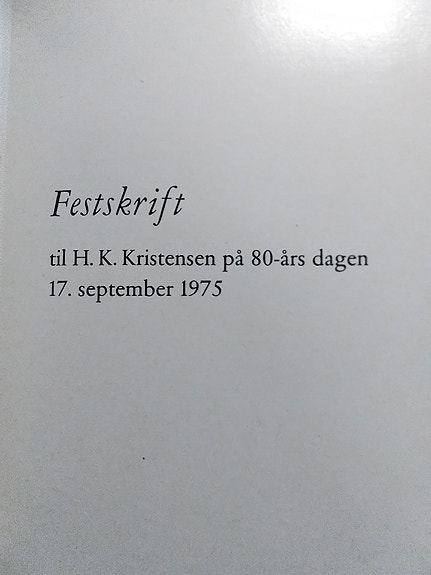 Festskrift
til H. K. Kristensen på 80-års dagen
17. september 1975